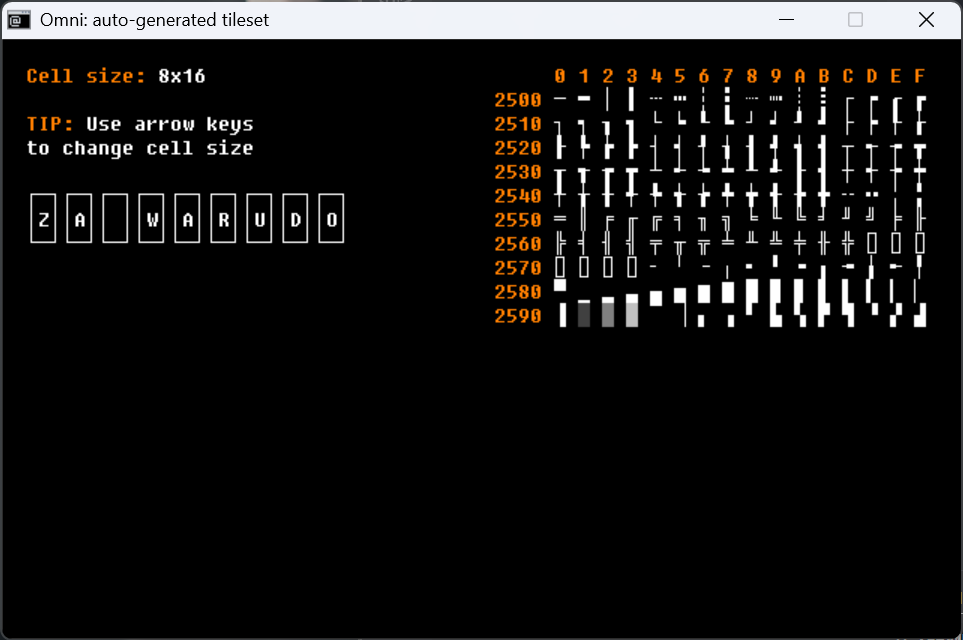 Omni: auto-generated tileset
Cell size: 8x16
TIP: Use arrow keys
to change cell size
Z A WARUDO
0 1 2 3 4 5 6 7 8 9 A B C D E F
2500
2510
2520
2530
2540
2550
2560
2570
2580
2590